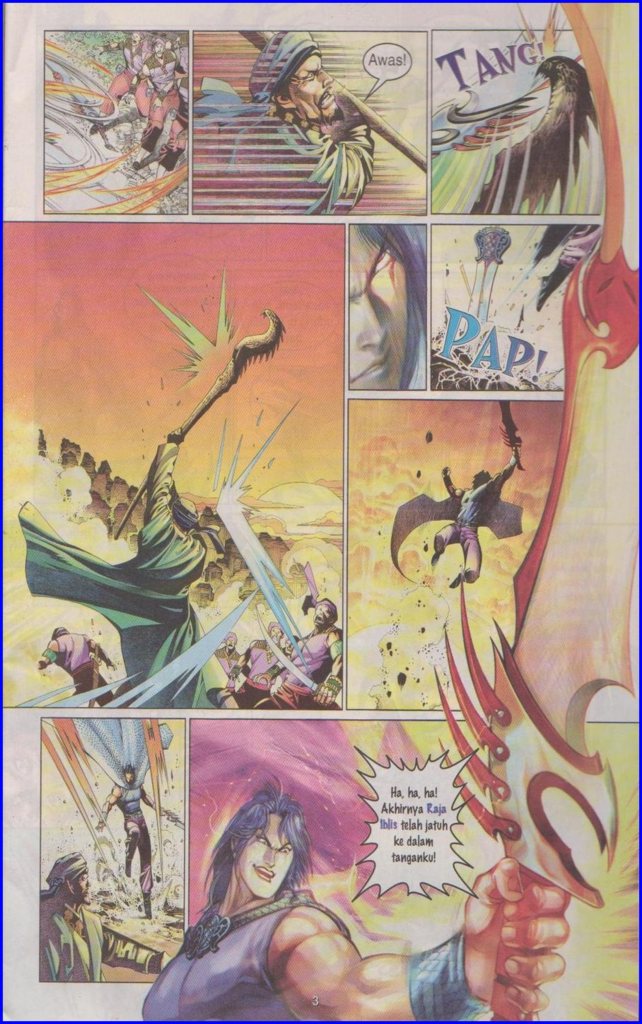 Awas!
TANG!
PAP!
Ha, ha, ha!
Akhirnya Raja
Iblis telah jatuh
ke dalam
tanganku!
3